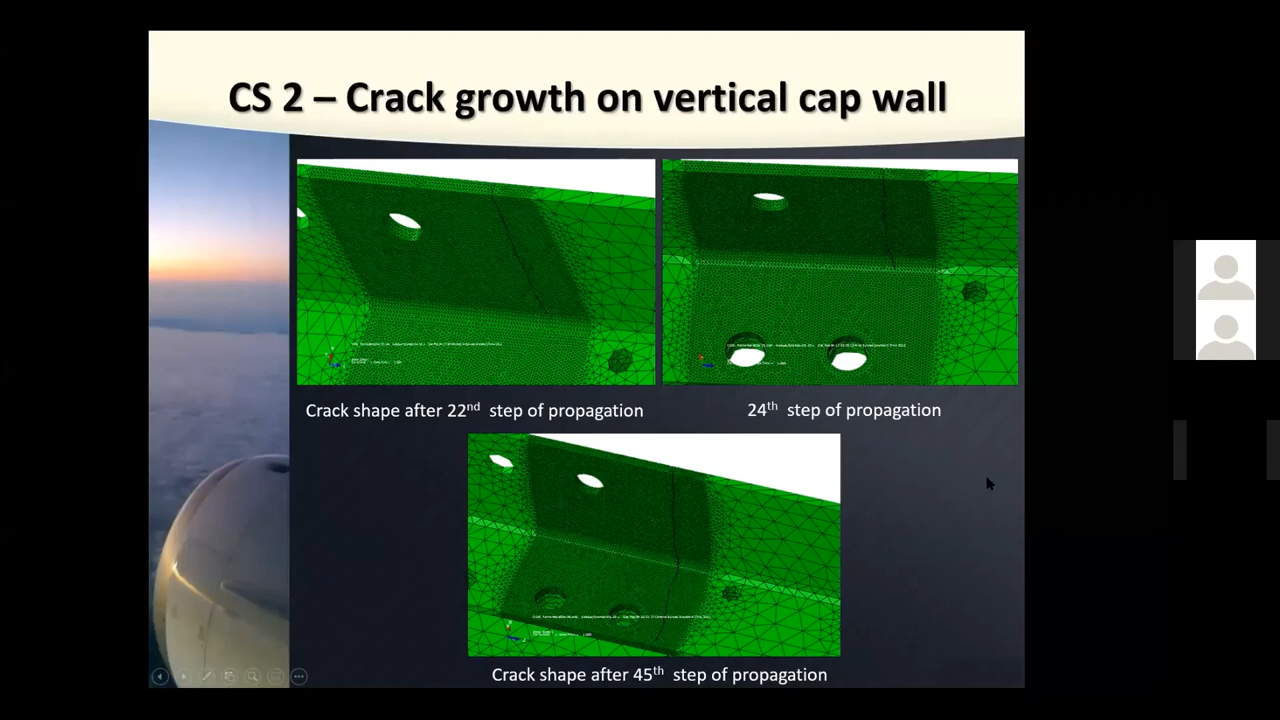 CS 2 – Crack growth on vertical cap wall
Crack shape after 22nd step of propagation
24th step of propagation
Crack shape after 45th step of propagation